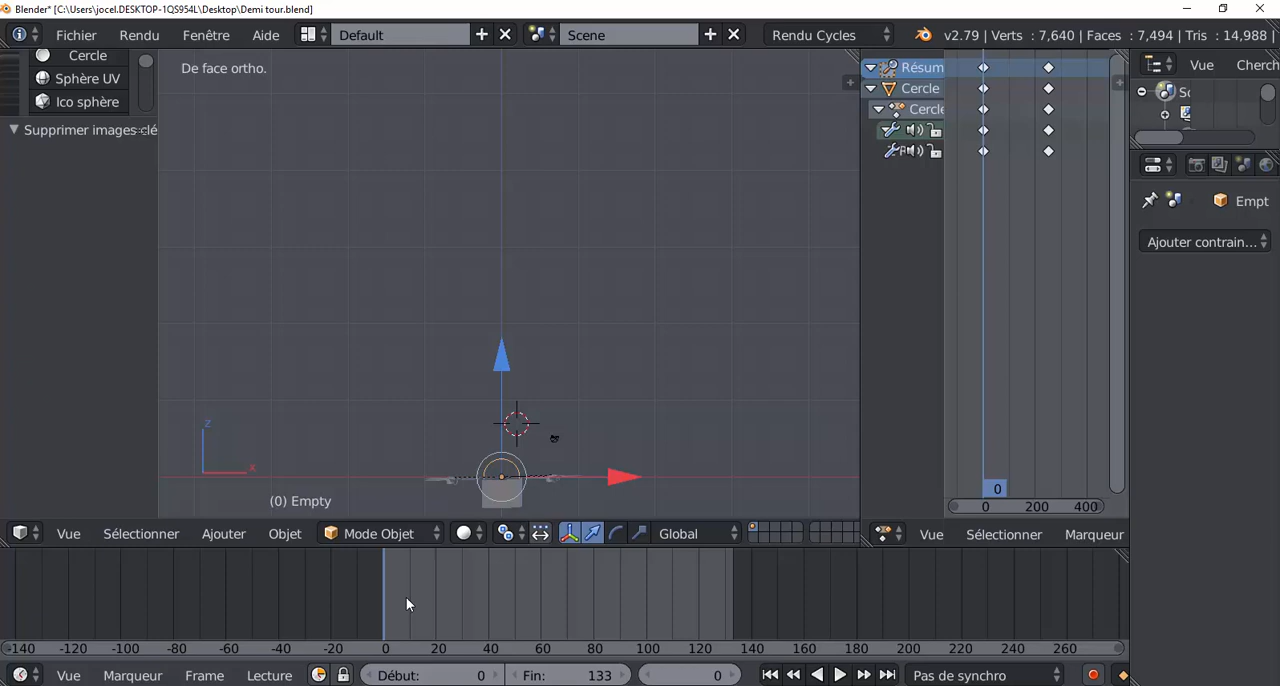 Blender* [C:\Users\jocel.DESKTOP-1QS954L\Desktop\Demi tour.blend]
Fichier Rendu Fenêtre Aide Default Scene Rendu Cycles v2.79 | Verts : 7,640 | Faces : 7,494 | Tris : 14,988 |
Cercle
Sphère UV
Ico sphère
Supprimer images-clé
De face ortho.
z
x
(0) Empty
Résum
Cercle
Cercle
0
0 200 400
Vue Cherch
Sc
Empt
Ajouter contrain...
Vue Sélectionner Ajouter Objet Mode Objet Global
Vue Sélectionner Marqueur
-140 -120 -100 -80 -60 -40 -20 0 20 40 60 80 100 120 140 160 180 200 220 240 260
Vue Marqueur Frame Lecture Début: 0 Fin: 133 0 Pas de synchro